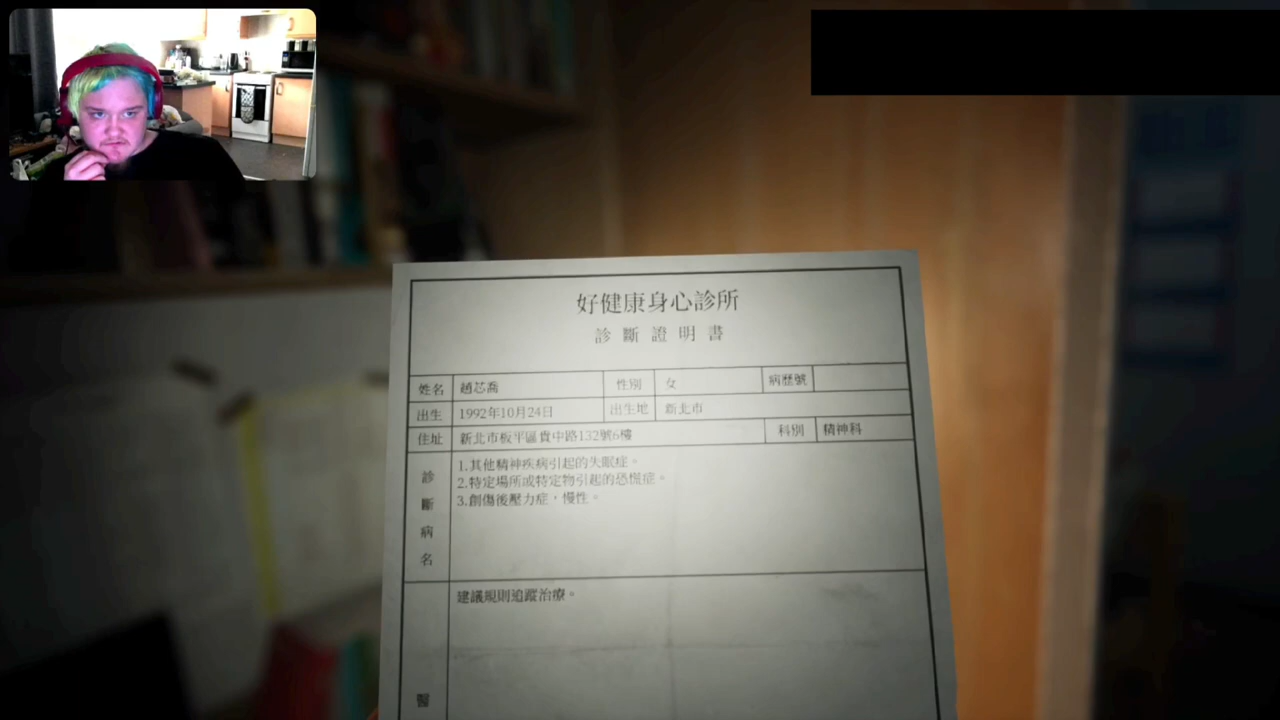 好健康身心診所
診斷證明書
姓名 趙芯喬 性別 女 病歷號
出生 1992年10月24日 出生地 新北市
住址 新北市板平區貴中路132號6樓 科別 精神科
診斷病名
1.其他精神疾病引起的失眠症。
2.特定場所或特定物引起的恐慌症。
3.創傷後壓力症，慢性。
建議規則追蹤治療。
醫